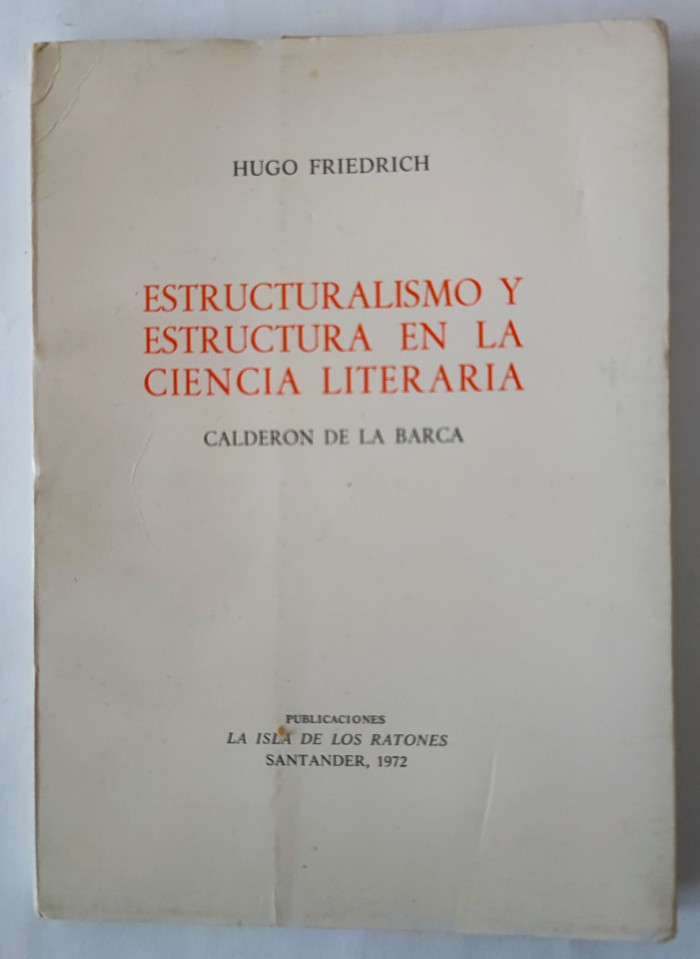 HUGO FRIEDRICH
ESTRUCTURALISMO Y
ESTRUCTURA EN LA
CIENCIA LITERARIA
CALDERON DE LA BARCA
PUBLICACIONES
LA ISLA DE LOS RATONES
SANTANDER, 1972